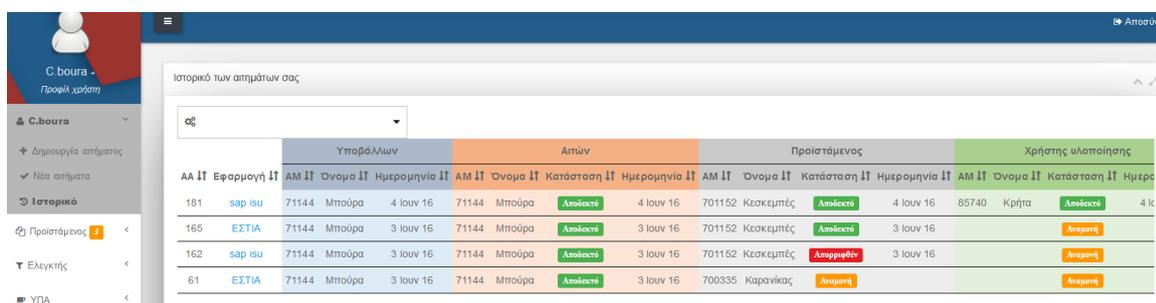 Αποσύ
C.boura -
Προφίλ χρήστη
C.boura
Δημιουργία αιτήματος
Νέα αιτήματα
Ιστορικό
Προϊστάμενος 3
Ελεγκτής
ΥΠΑ
Ιστορικό των αιτημάτων σας
Υποβάλλων Αιτών Προϊστάμενος Χρήστης υλοποίησης
ΑΑ Εφαρμογή ΑΜ Όνομα Ημερομηνία ΑΜ Όνομα Κατάσταση Ημερομηνία ΑΜ Όνομα Κατάσταση Ημερομηνία ΑΜ Όνομα Κατάσταση Ημερο
181 sap isu 71144 Μπούρα 4 Ιουν 16 71144 Μπούρα Αποδεκτό 4 Ιουν 16 701152 Κεσκεμπές Αποδεκτό 4 Ιουν 16 85740 Κρήτα Αποδεκτό 4 Ι
165 ΕΣΤΙΑ 71144 Μπούρα 3 Ιουν 16 71144 Μπούρα Αποδεκτό 3 Ιουν 16 701152 Κεσκεμπές Αποδεκτό 3 Ιουν 16 Αναμονή
162 sap isu 71144 Μπούρα 3 Ιουν 16 71144 Μπούρα Αποδεκτό 3 Ιουν 16 701152 Κεσκεμπές Απορριφθέν 3 Ιουν 16 Αναμονή
61 ΕΣΤΙΑ 71144 Μπούρα 3 Ιουν 16 71144 Μπούρα Αποδεκτό 3 Ιουν 16 700335 Καρανίκας Αναμονή Αναμονή